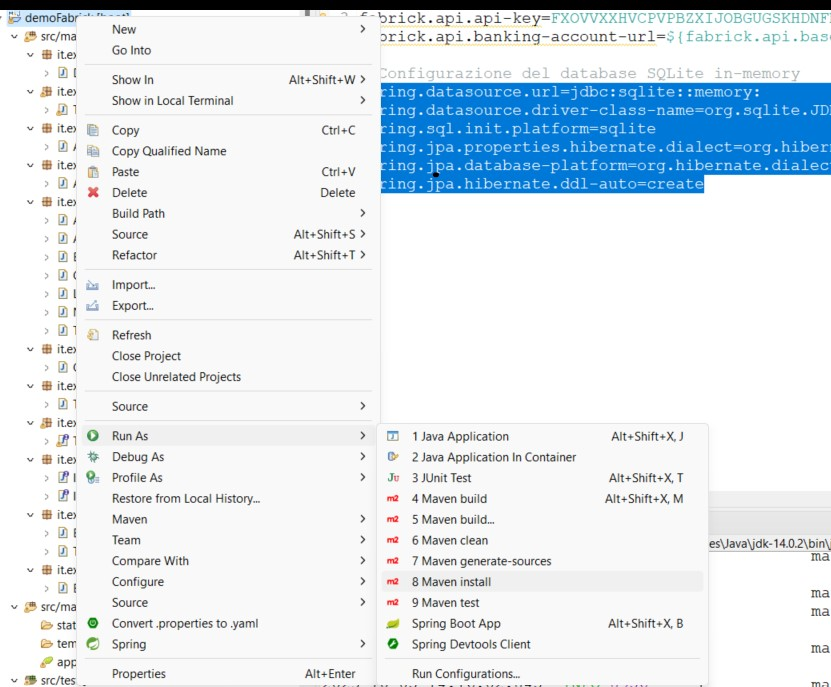 demoFabrick [boot]
src/ma
it.ex
it.ex
it.ex
it.ex
it.ex
it.ex
it.ex
it.ex
it.ex
it.ex
it.ex
src/ma
stat
tem
app
src/tes
New
Go Into
Show In Alt+Shift+W >
Show in Local Terminal
Copy Ctrl+C
Copy Qualified Name
Paste Ctrl+V
Delete Delete
Build Path
Source Alt+Shift+S >
Refactor Alt+Shift+T >
Import...
Export...
Refresh
Close Project
Close Unrelated Projects
Source
Run As
Debug As
Profile As
Restore from Local History...
Maven
Team
Compare With
Configure
Source
Convert .properties to .yaml
Spring
Properties Alt+Enter
1 Java Application Alt+Shift+X, J
2 Java Application In Container
3 JUnit Test Alt+Shift+X, T
4 Maven build Alt+Shift+X, M
5 Maven build...
6 Maven clean
7 Maven generate-sources
8 Maven install
9 Maven test
Spring Boot App Alt+Shift+X, B
Spring Devtools Client
Run Configurations...
fabrick.api.api-key=FXOVVXXHVCPVPBZXIJOBGUGSKHDNF
brick.api.banking-account-url=${fabrick.api.bas
Configurazione del database SQLite in-memory
ring.datasource.url=jdbc:sqlite::memory:
ring.datasource.driver-class-name=org.sqlite.JD
ring.sql.init.platform=sqlite
ring.jpa.properties.hibernate.dialect=org.hiber
ring.jpa.database-platform=org.hibernate.dialect
ring.jpa.hibernate.ddl-auto=create
es\Java\jdk-14.0.2\bin\j
ma
ma
ma
ma
ma